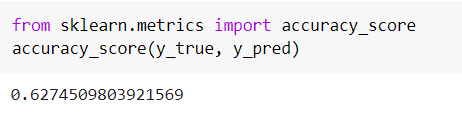 from sklearn.metrics import accuracy_score
accuracy_score(y_true, y_pred)
0.6274509803921569